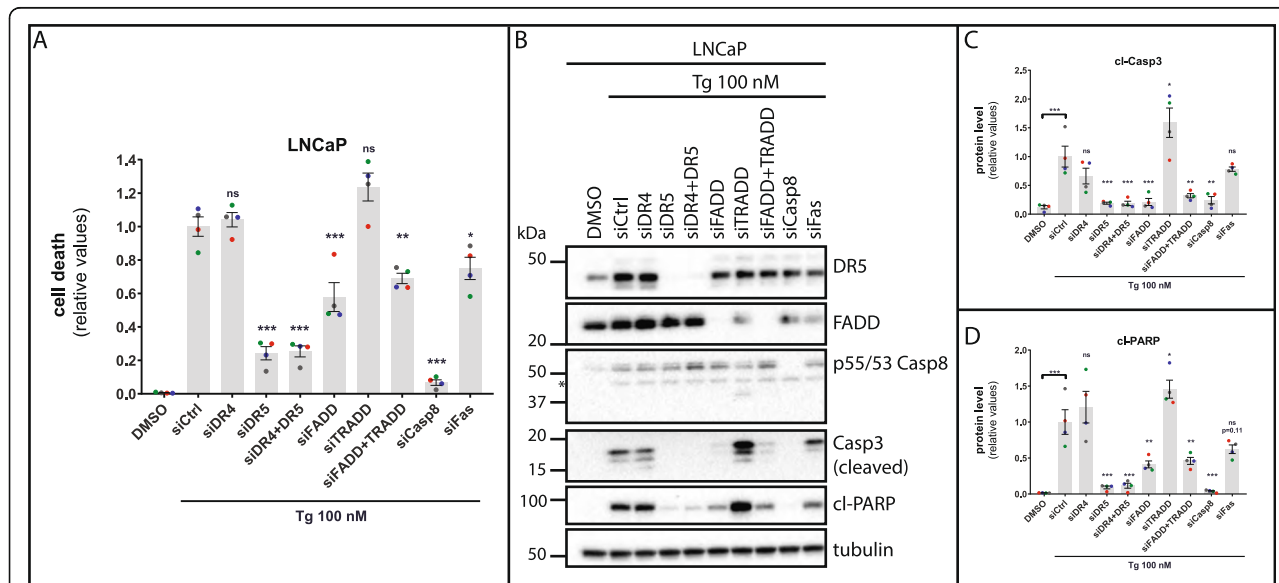 A
LNCaP
cell death
(relative values)
1.4
1.2
1.0
0.8
0.6
0.4
0.2
0.0
ns
***
***
***
ns
**
***
*
DMSO
siCtrl
siDR4
siDR5
siDR4+DR5
siFADD
siTRADD
siFADD+TRADD
siCasp8
siFas
Tg 100 nM
B
LNCaP
Tg 100 nM
DMSO
siCtrl
siDR4
siDR5
siDR4+DR5
siFADD
siTRADD
siFADD+TRADD
siCasp8
siFas
kDa
50
DR5
20
FADD
50
*
37
p55/53 Casp8
20
15
Casp3
(cleaved)
100
cl-PARP
50
tubulin
C
cl-Casp3
protein level
(relative values)
2.5
2.0
1.5
1.0
0.5
0.0
***
ns
***
***
***
*
**
**
ns
DMSO
siCtrl
siDR4
siDR5
siDR4+DR5
siFADD
siTRADD
siFADD+TRADD
siCasp8
siFas
Tg 100 nM
D
cl-PARP
protein level
(relative values)
2.0
1.5
1.0
0.5
0.0
***
ns
***
***
**
*
**
***
ns
p=0.11
DMSO
siCtrl
siDR4
siDR5
siDR4+DR5
siFADD
siTRADD
siFADD+TRADD
siCasp8
siFas
Tg 100 nM